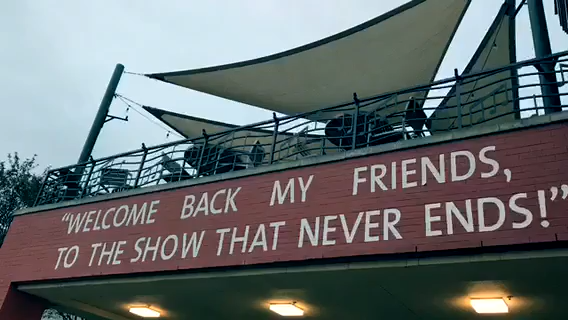 “WELCOME BACK MY FRIENDS,
TO THE SHOW THAT NEVER ENDS!”